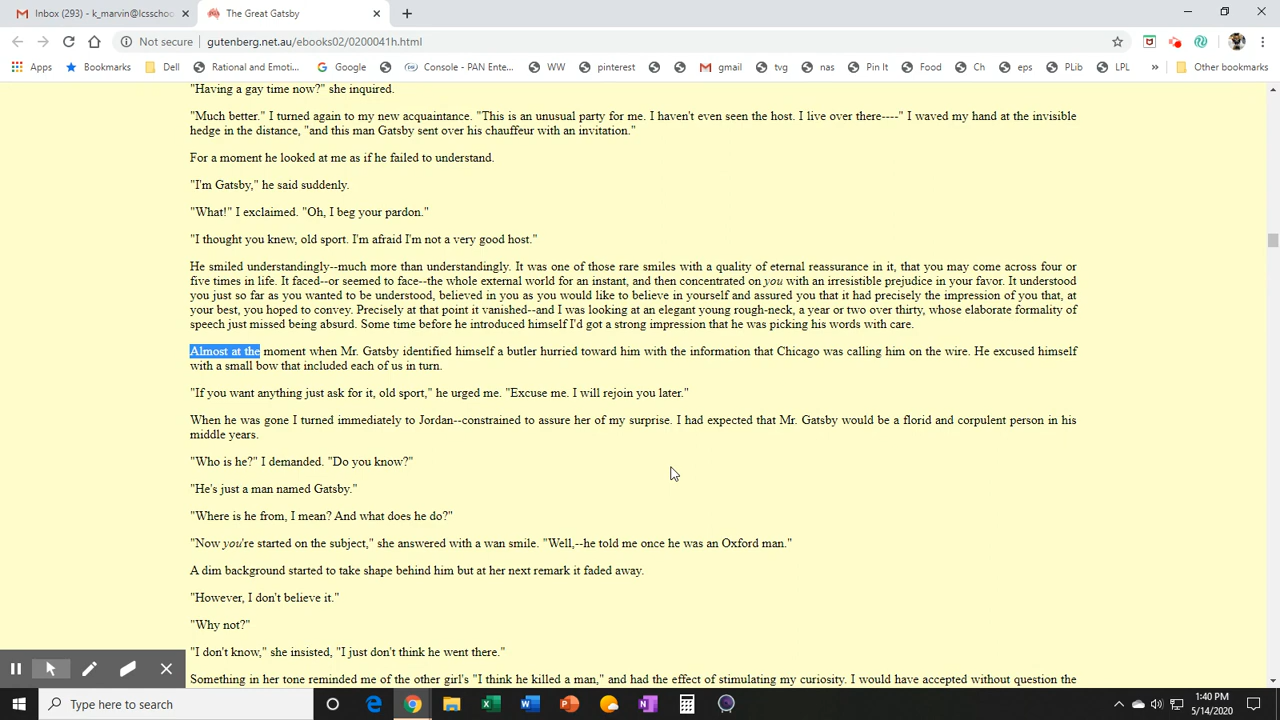 Inbox (293) - k_marvin@lcsschoo
The Great Gatsby
Not secure
gutenberg.net.au/ebooks02/0200041h.html
Apps
Bookmarks
Dell
Rational and Emoti...
Google
Console - PAN Ente...
WW
pinterest
gmail
tvg
nas
Pin It
Food
Ch
eps
PLib
LPL
»
Other bookmarks
"Having a gay time now?" she inquired.
"Much better." I turned again to my new acquaintance. "This is an unusual party for me. I haven't even seen the host. I live over there----" I waved my hand at the invisible
hedge in the distance, "and this man Gatsby sent over his chauffeur with an invitation."
For a moment he looked at me as if he failed to understand.
"I'm Gatsby," he said suddenly.
"What!" I exclaimed. "Oh, I beg your pardon."
"I thought you knew, old sport. I'm afraid I'm not a very good host."
He smiled understandingly--much more than understandingly. It was one of those rare smiles with a quality of eternal reassurance in it, that you may come across four or
five times in life. It faced--or seemed to face--the whole external world for an instant, and then concentrated on you with an irresistible prejudice in your favor. It understood
you just so far as you wanted to be understood, believed in you as you would like to believe in yourself and assured you that it had precisely the impression of you that, at
your best, you hoped to convey. Precisely at that point it vanished--and I was looking at an elegant young rough-neck, a year or two over thirty, whose elaborate formality of
speech just missed being absurd. Some time before he introduced himself I'd got a strong impression that he was picking his words with care.
Almost at the moment when Mr. Gatsby identified himself a butler hurried toward him with the information that Chicago was calling him on the wire. He excused himself
with a small bow that included each of us in turn.
"If you want anything just ask for it, old sport," he urged me. "Excuse me. I will rejoin you later."
When he was gone I turned immediately to Jordan--constrained to assure her of my surprise. I had expected that Mr. Gatsby would be a florid and corpulent person in his
middle years.
"Who is he?" I demanded. "Do you know?"
"He's just a man named Gatsby."
"Where is he from, I mean? And what does he do?"
"Now you're started on the subject," she answered with a wan smile. "Well,--he told me once he was an Oxford man."
A dim background started to take shape behind him but at her next remark it faded away.
"However, I don't believe it."
"Why not?"
"I don't know," she insisted, "I just don't think he went there."
Something in her tone reminded me of the other girl's "I think he killed a man," and had the effect of stimulating my curiosity. I would have accepted without question the
Type here to search
1:40 PM
5/14/2020